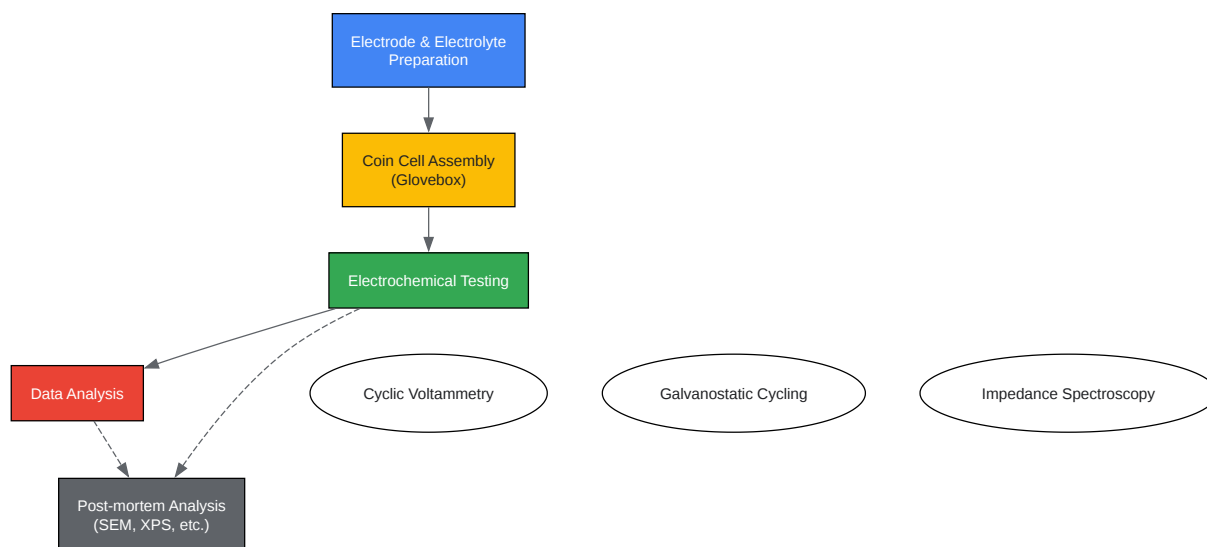 Electrode & Electrolyte
Preparation
Coin Cell Assembly
(Glovebox)
Electrochemical Testing
Data Analysis
Cyclic Voltammetry
Galvanostatic Cycling
Impedance Spectroscopy
Post-mortem Analysis
(SEM, XPS, etc.)